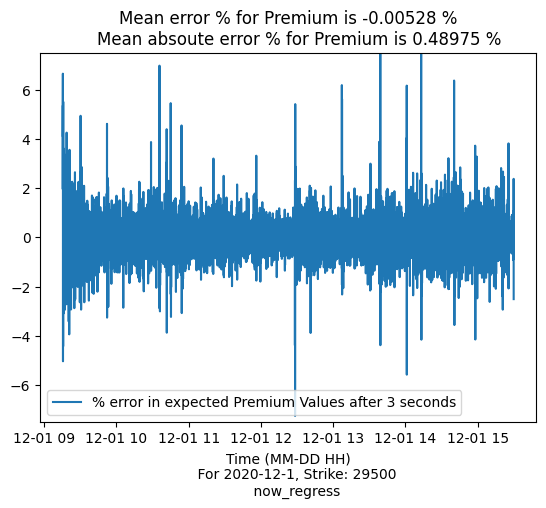 Mean error % for Premium is -0.00528 %
Mean absoute error % for Premium is 0.48975 %
6
4
2
0
−2
−4
−6
% error in expected Premium Values after 3 seconds
12-01 09 12-01 10 12-01 11 12-01 12 12-01 13 12-01 14 12-01 15
Time (MM-DD HH)
For 2020-12-1, Strike: 29500
now_regress